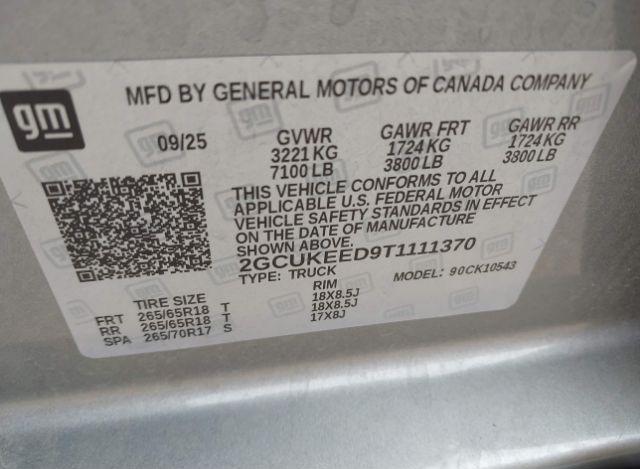 gm
MFD BY GENERAL MOTORS OF CANADA COMPANY
09/25 GVWR GAWR FRT GAWR RR
3221 KG 1724 KG 1724 KG
7100 LB 3800 LB 3800 LB
THIS VEHICLE CONFORMS TO ALL
APPLICABLE U.S. FEDERAL MOTOR
VEHICLE SAFETY STANDARDS IN EFFECT
ON THE DATE OF MANUFACTURE
SHOWN ABOVE.
2GCUKEED9T1111370
TYPE: TRUCK MODEL: 90CK10543
TIRE SIZE RIM
FRT 265/65R18 T 18X8.5J
RR 265/65R18 T 18X8.5J
SPA 265/70R17 S 17X8J